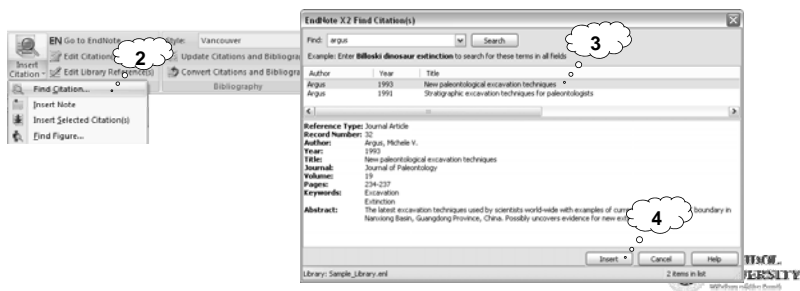 EN Go to EndNote
Style: Vancouver
Edit Citation
Update Citations and Bibliogra
Insert Citation
Edit Library Reference(s)
Convert Citations and Bibliogra
Bibliography
2
Find Citation...
Insert Note
Insert Selected Citation(s)
Find Figure...
EndNote X2 Find Citation(s)
Find: argus
Search
3
Example: Enter Billoski dinosaur extinction to search for these terms in all fields
Author Year Title
Argus 1993 New paleontological excavation techniques
Argus 1991 Stratigraphic excavation techniques for paleontologists
Reference Type: Journal Article
Record Number: 32
Author: Argus, Michele V.
Year: 1993
Title: New paleontological excavation techniques
Journal: Journal of Paleontology
Volume: 19
Pages: 234-237
Keywords: Excavation
Extinction
Abstract: The latest excavation techniques used by scientists world-wide with examples of boundary in
Nanxiong Basin, Guangdong Province, China. Possibly uncovers evidence for new
4
Insert Cancel Help
Library: Sample_Library.enl
2 items in list